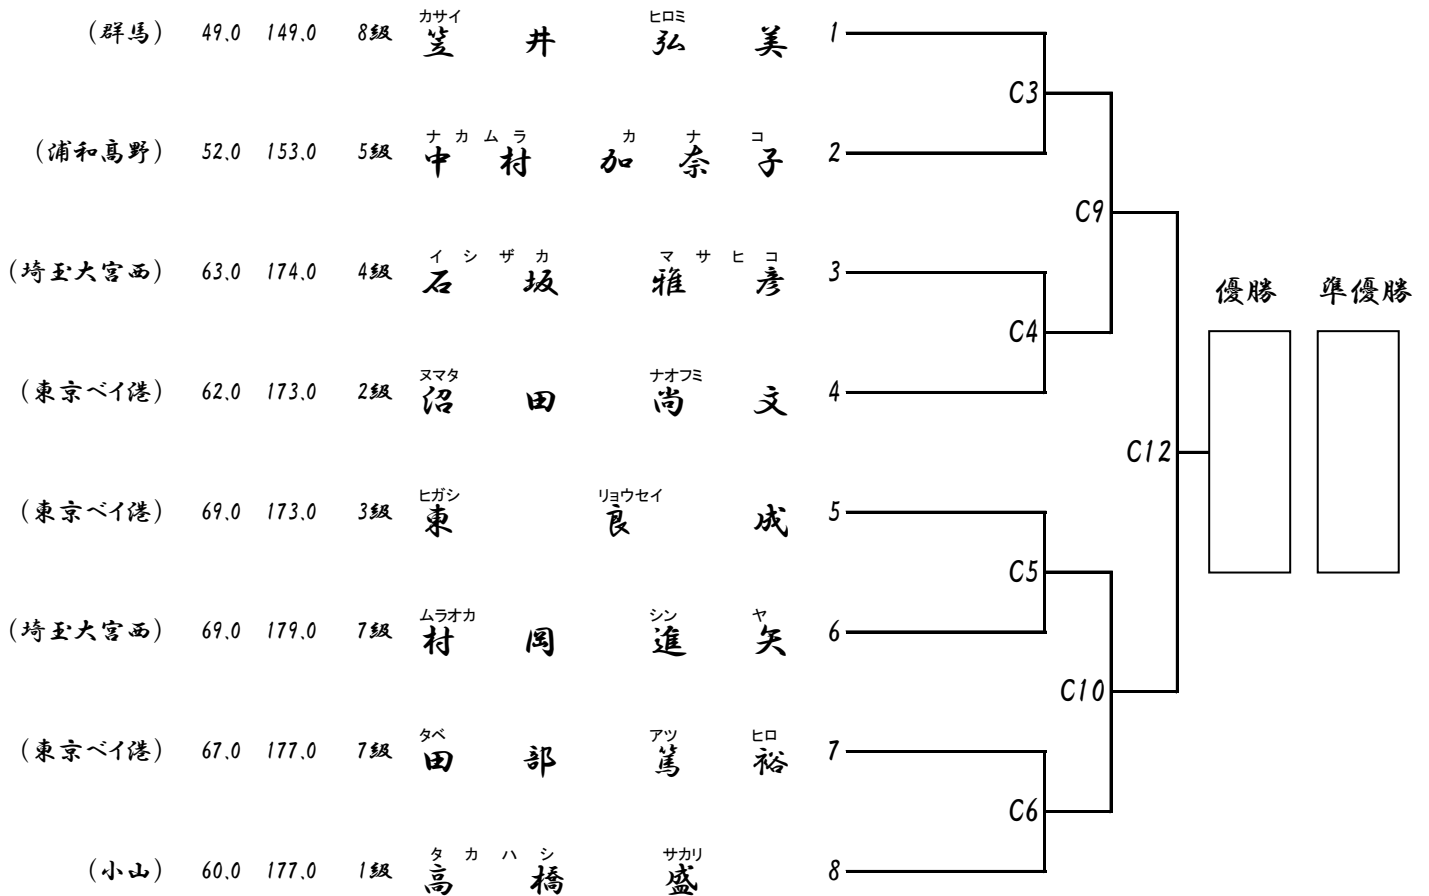 カサイ ヒロミ
(群馬) 49.0 149.0 8級 笠井 弘美 1
C3
ナカムラ カナコ
(浦和高野) 52.0 153.0 5級 中村 加奈子 2
C9
イシザカ マサヒコ
(埼玉大宮西) 63.0 174.0 4級 石坂 雅彦 3
優勝 準優勝
C4
ヌマタ ナオフミ
(東京ベイ港) 62.0 173.0 2級 沼田 尚文 4
C12
ヒガシ リョウセイ
(東京ベイ港) 69.0 173.0 3級 東 良成 5
C5
ムラオカ シンヤ
(埼玉大宮西) 69.0 179.0 7級 村岡 進矢 6
C10
タベ アツヒロ
(東京ベイ港) 67.0 177.0 7級 田部 篤裕 7
C6
タカハシ サカリ
(小山) 60.0 177.0 1級 高橋 盛 8